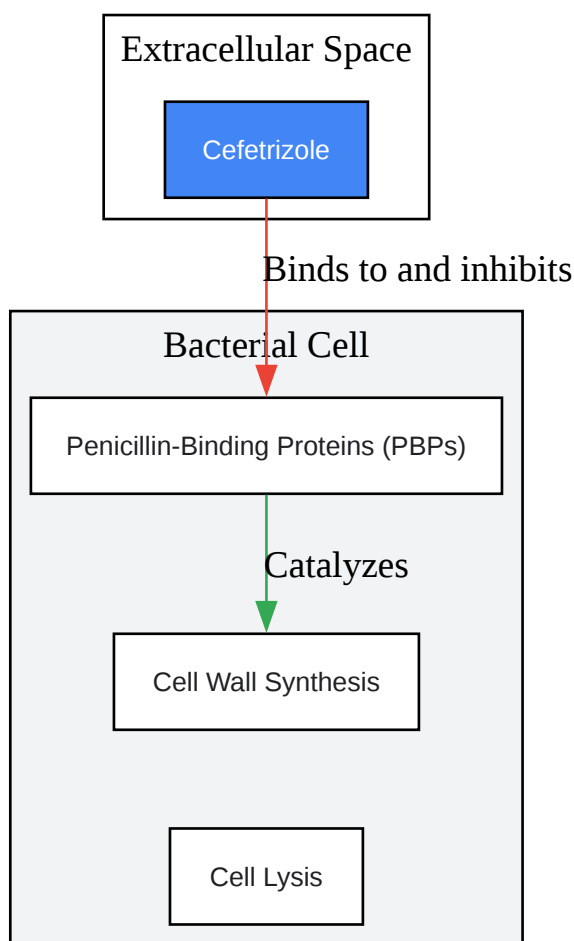 Extracellular Space
Cefetrizole
Binds to and inhibits
Bacterial Cell
Penicillin-Binding Proteins (PBPs)
Catalyzes
Cell Wall Synthesis
Cell Lysis